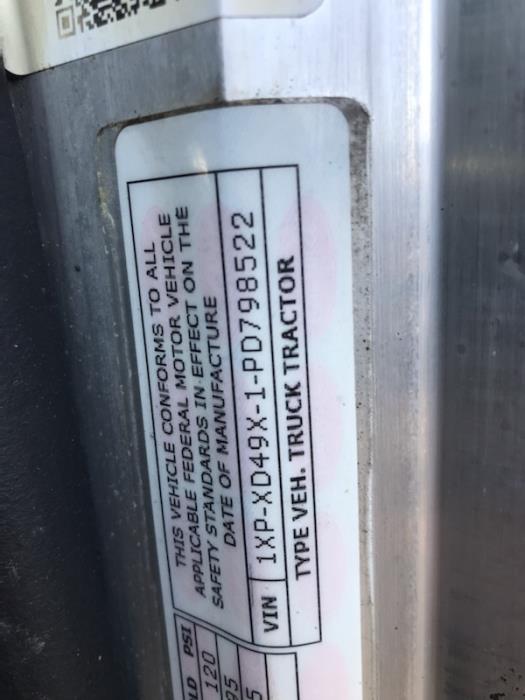 THIS VEHICLE CONFORMS TO ALL
APPLICABLE FEDERAL MOTOR VEHICLE
SAFETY STANDARDS IN EFFECT ON THE
DATE OF MANUFACTURE
VIN 1XP-XD49X-1-PD798522
TYPE VEH. TRUCK TRACTOR
PSI
120